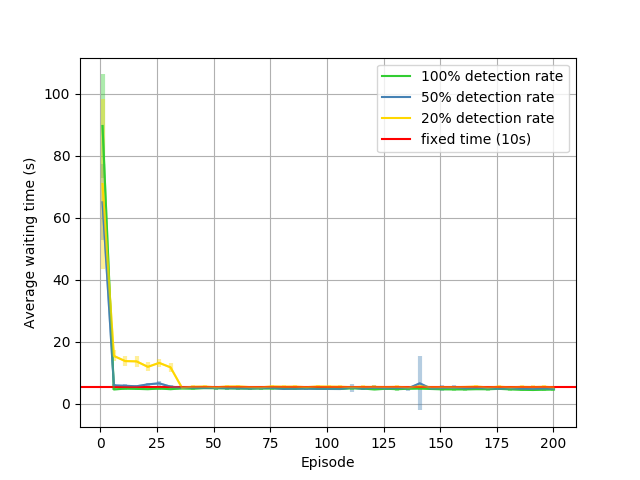 100% detection rate
50% detection rate
20% detection rate
fixed time (10s)
Average waiting time (s)
100
80
60
40
20
0
0 25 50 75 100 125 150 175 200
Episode